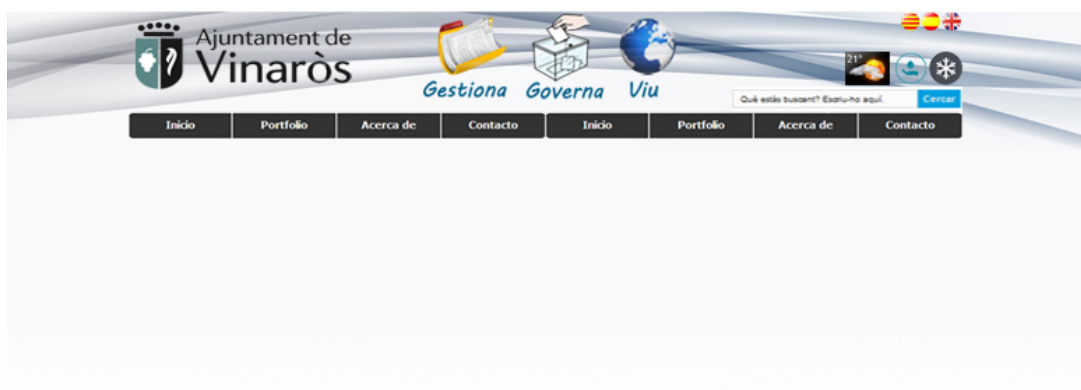 Ajuntament de
Vinaròs
Gestiona Governa Viu
21°
Què estàs buscant? Escriu-ho aquí. Cercar
Inicio Portfolio Acerca de Contacto Inicio Portfolio Acerca de Contacto